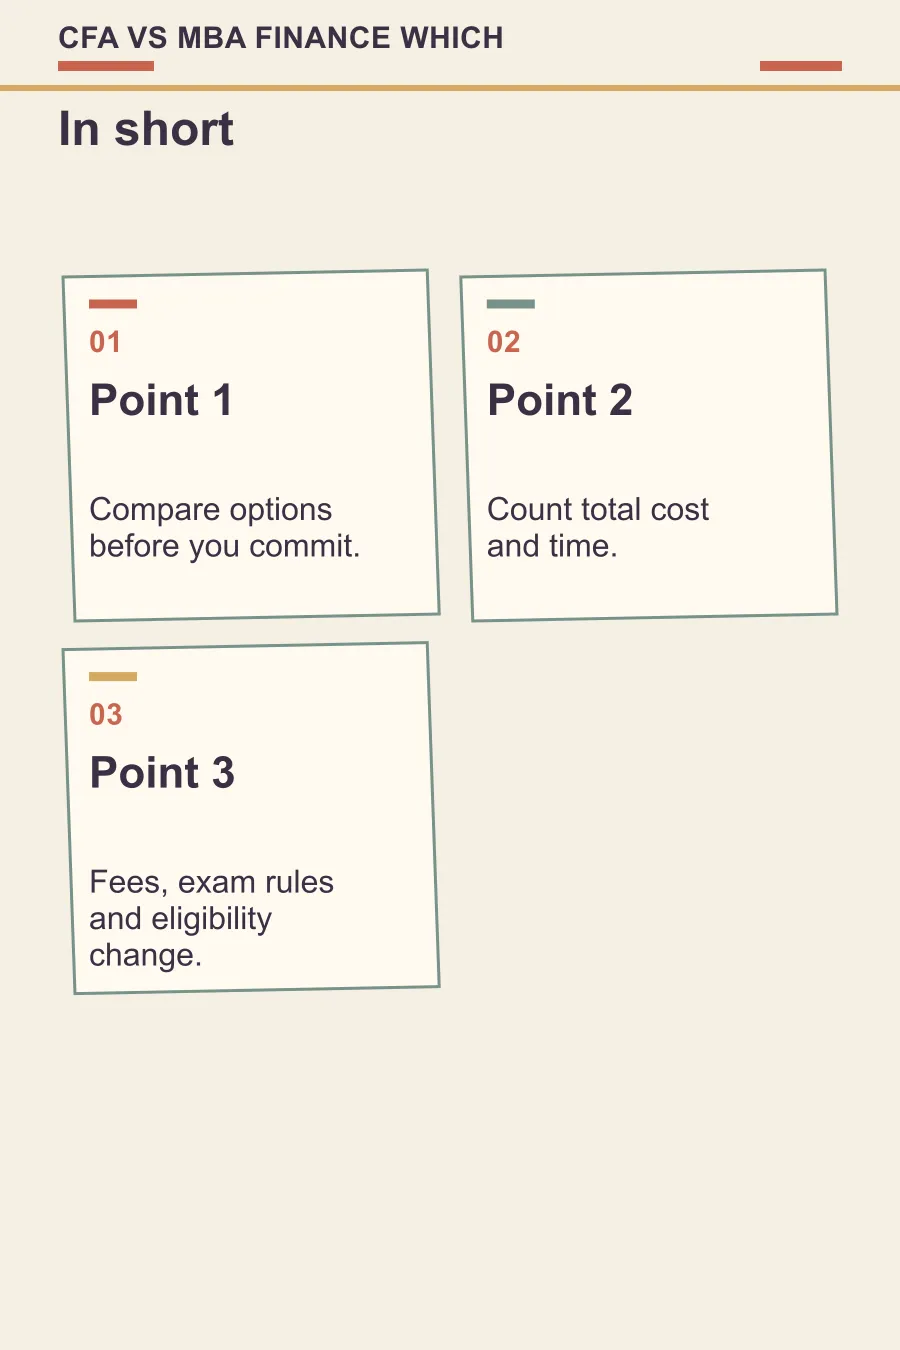 CFA VS MBA FINANCE WHICH
In short
01
Point 1
Compare options
before you commit.
02
Point 2
Count total cost
and time.
03
Point 3
Fees, exam rules
and eligibility
change.